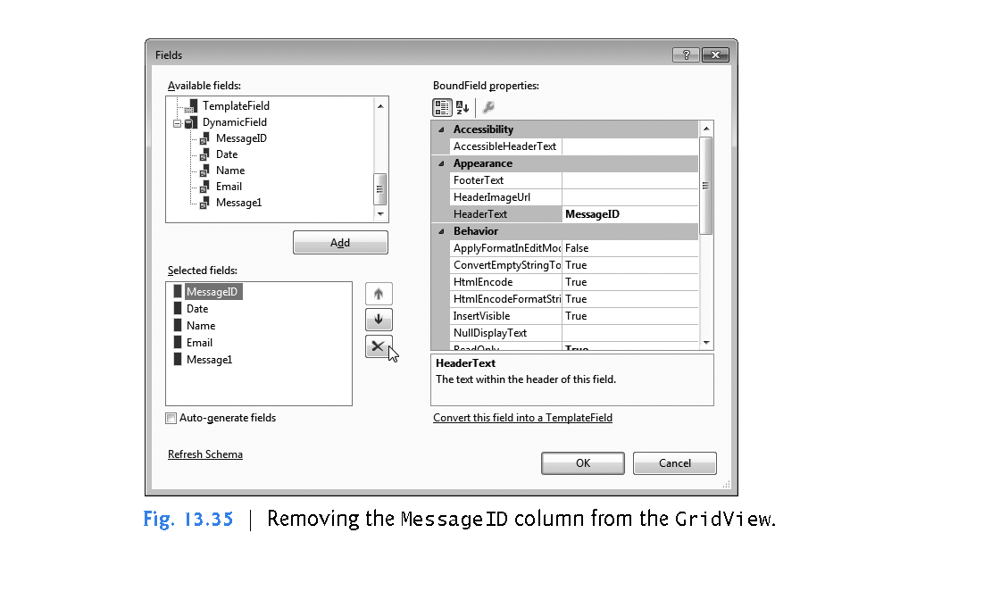 Fields
?
Available fields:
TemplateField
DynamicField
MessageID
Date
Name
Email
Message1
Add
Selected fields:
MessageID
Date
Name
Email
Message1
Auto-generate fields
Refresh Schema
BoundField properties:
A
Z
Accessibility
AccessibleHeaderText
Appearance
FooterText
HeaderImageUrl
HeaderText MessageID
Behavior
ApplyFormatInEditMod False
ConvertEmptyStringTo True
HtmlEncode True
HtmlEncodeFormatStri True
InsertVisible True
NullDisplayText
ReadOnly True
HeaderText
The text within the header of this field.
Convert this field into a TemplateField
OK Cancel
Fig. 13.35 | Removing the MessageID column from the GridView.